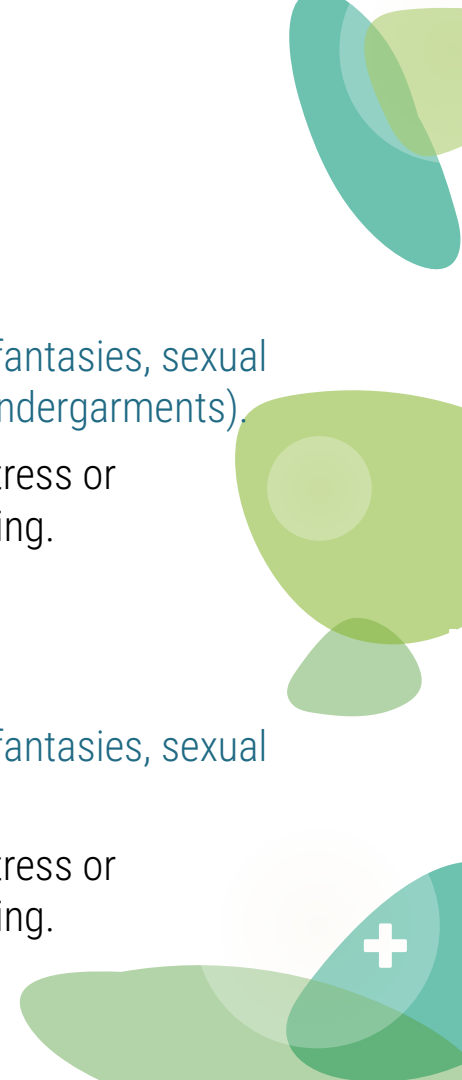 fantasies, sexual
ndergarments).
tress or
ing.
fantasies, sexual
tress or
ing.